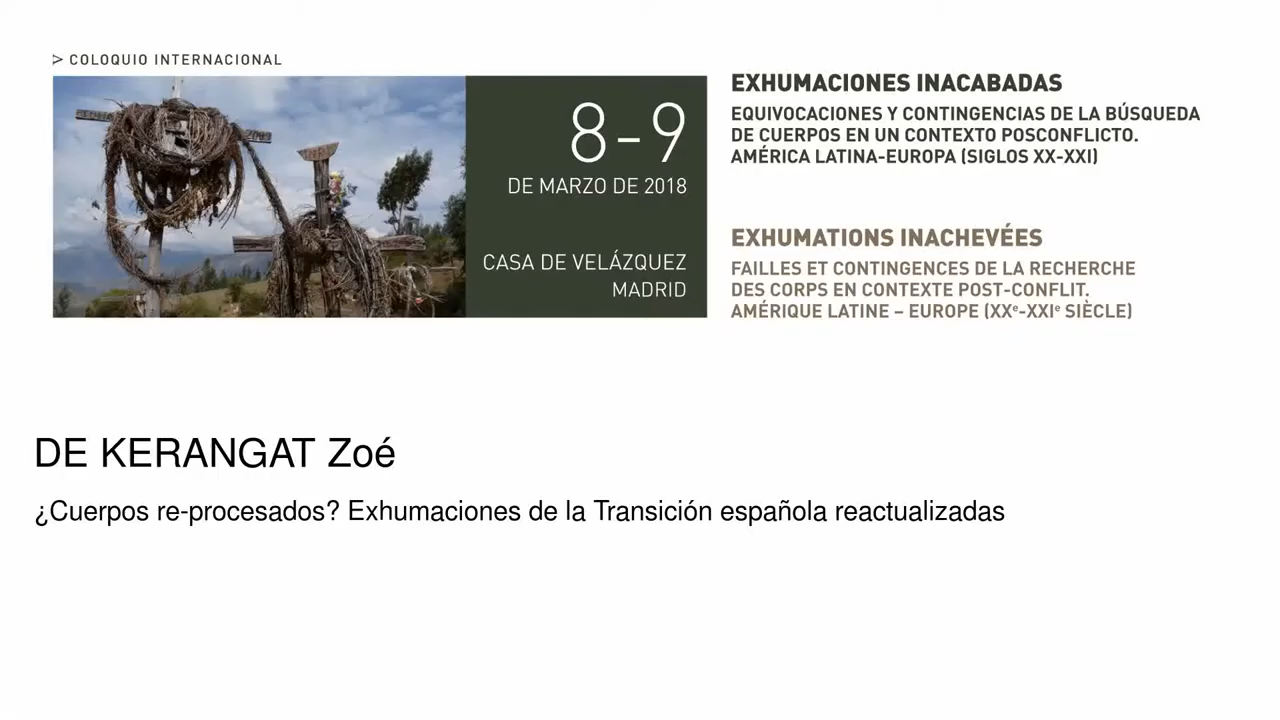 > COLOQUIO INTERNACIONAL
8-9
DE MARZO DE 2018
CASA DE VELÁZQUEZ
MADRID
EXHUMACIONES INACABADAS
EQUIVOCACIONES Y CONTINGENCIAS DE LA BÚSQUEDA
DE CUERPOS EN UN CONTEXTO POSCONFLICTO.
AMÉRICA LATINA-EUROPA (SIGLOS XX-XXI)
EXHUMATIONS INACHEVÉES
FAILLES ET CONTINGENCES DE LA RECHERCHE
DES CORPS EN CONTEXTE POST-CONFLIT.
AMÉRIQUE LATINE – EUROPE (XXe-XXIe SIÈCLE)
DE KERANGAT Zoé
¿Cuerpos re-procesados? Exhumaciones de la Transición española reactualizadas